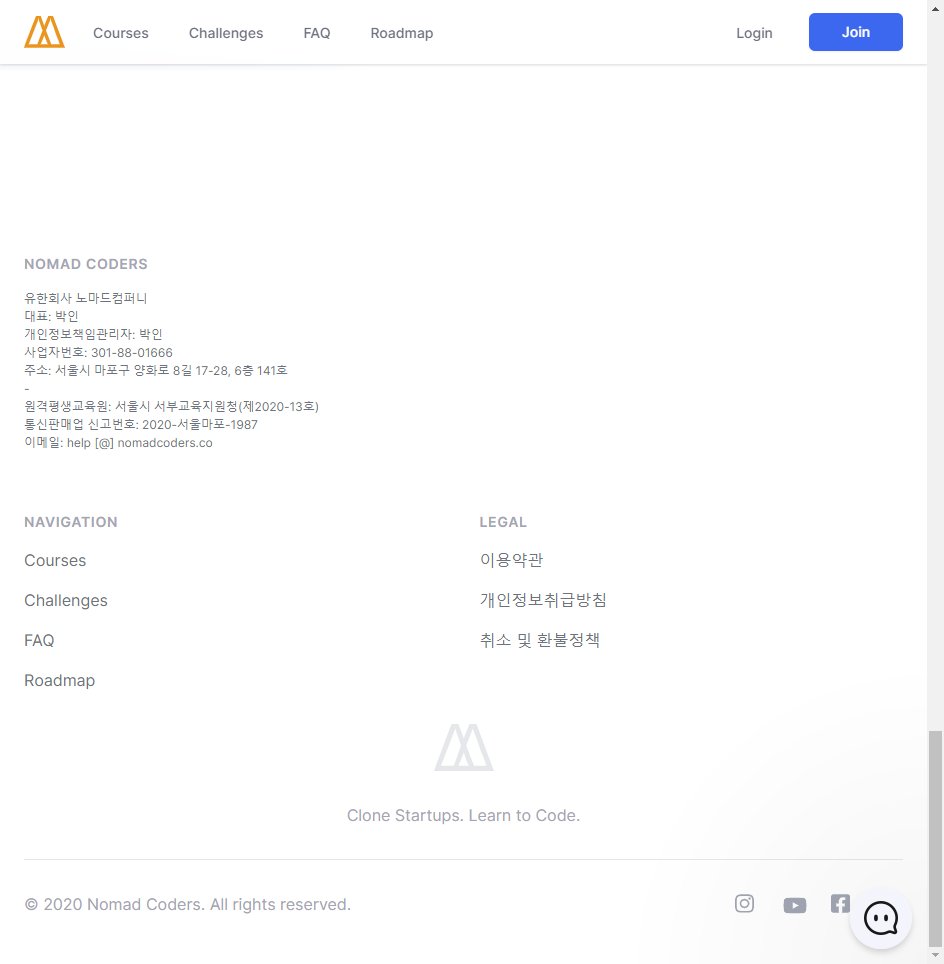 Courses
Challenges
FAQ
Roadmap
Login
Join
NOMAD CODERS
유한회사 노마드컴퍼니
대표: 박인
개인정보책임관리자: 박인
사업자번호: 301-88-01666
주소: 서울시 마포구 양화로 8길 17-28, 6층 141호
-
원격평생교육원: 서울시 서부교육지원청(제2020-13호)
통신판매업 신고번호: 2020-서울마포-1987
이메일: help [@] nomadcoders.co
NAVIGATION
Courses
Challenges
FAQ
Roadmap
LEGAL
이용약관
개인정보취급방침
취소 및 환불정책
Clone Startups. Learn to Code.
© 2020 Nomad Coders. All rights reserved.